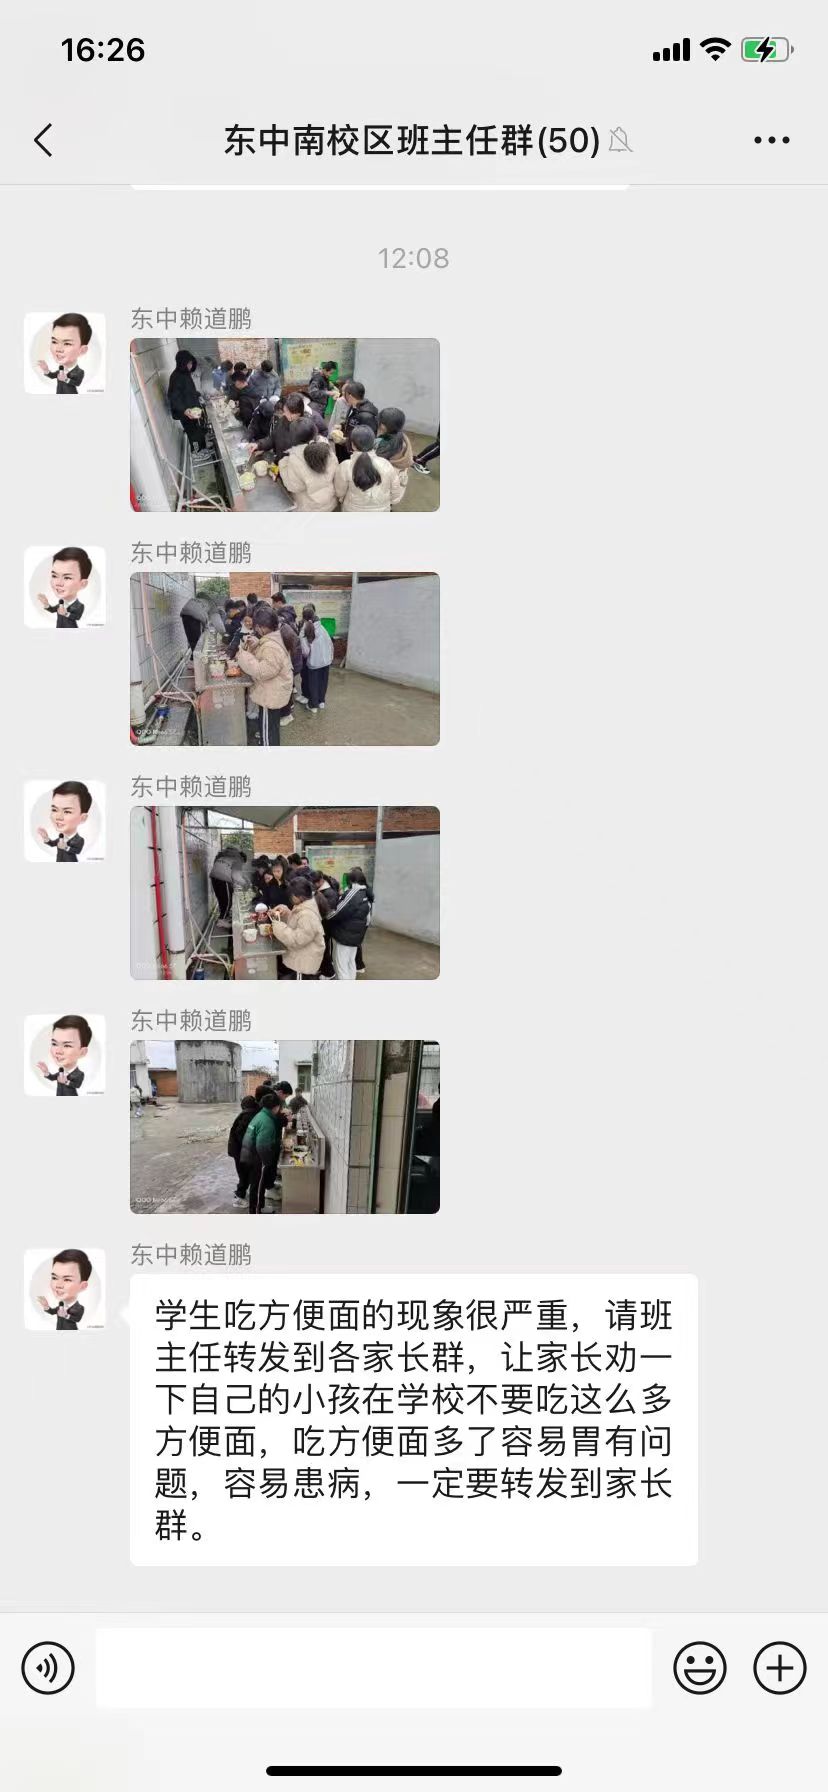 16:26
东中南校区班主任群(50)
12:08
东中赖道鹏
东中赖道鹏
东中赖道鹏
东中赖道鹏
东中赖道鹏
学生吃方便面的现象很严重，请班
主任转发到各家长群，让家长劝一
下自己的小孩在学校不要吃这么多
方便面，吃方便面多了容易胃有问
题，容易患病，一定要转发到家长
群。